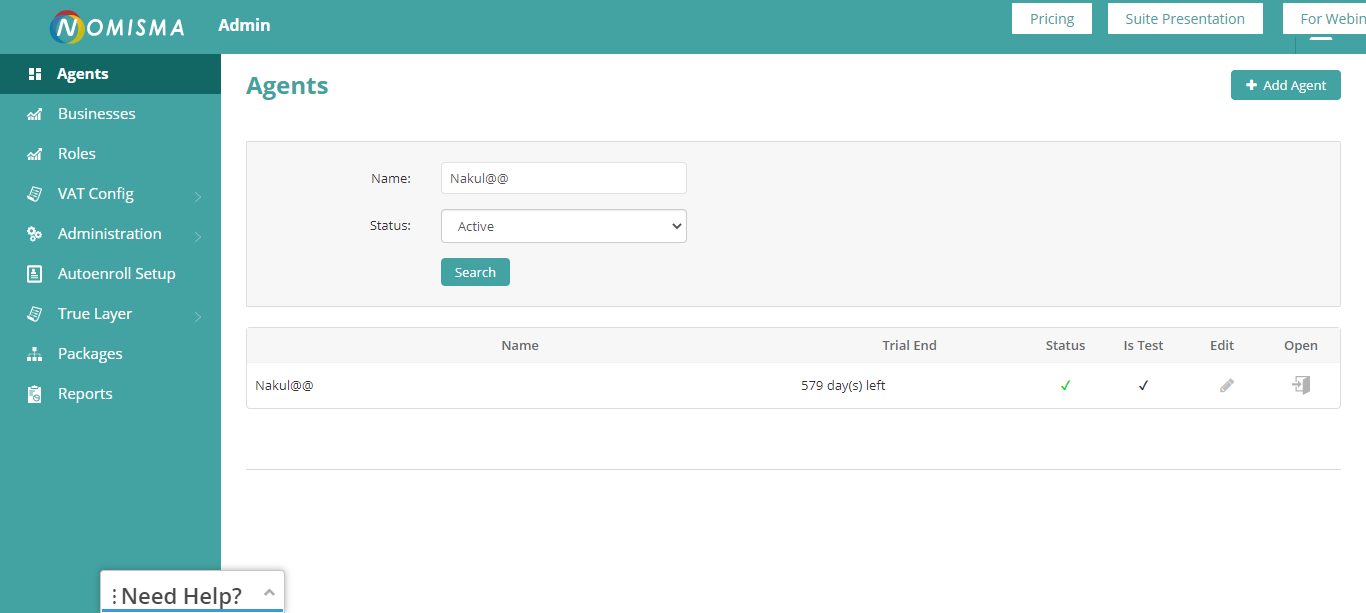 NOMISMA Admin Pricing Suite Presentation For Webin
Agents
Businesses
Roles
VAT Config
Administration
Autoenroll Setup
True Layer
Packages
Reports
Agents
Add Agent
Name: Nakul@@
Status: Active
Search
Name Trial End Status Is Test Edit Open
Nakul@@ 579 day(s) left
Need Help?